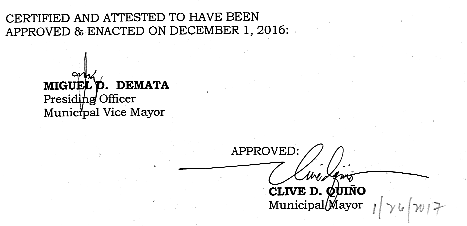 CERTIFIED AND ATTESTED TO HAVE BEEN
APPROVED & ENACTED ON DECEMBER 1, 2016:
MIGUEL D. DEMATA
Presiding Officer
Municipal Vice Mayor
APPROVED:
CLIVE D. QUIÑO
Municipal Mayor 1/26/2017